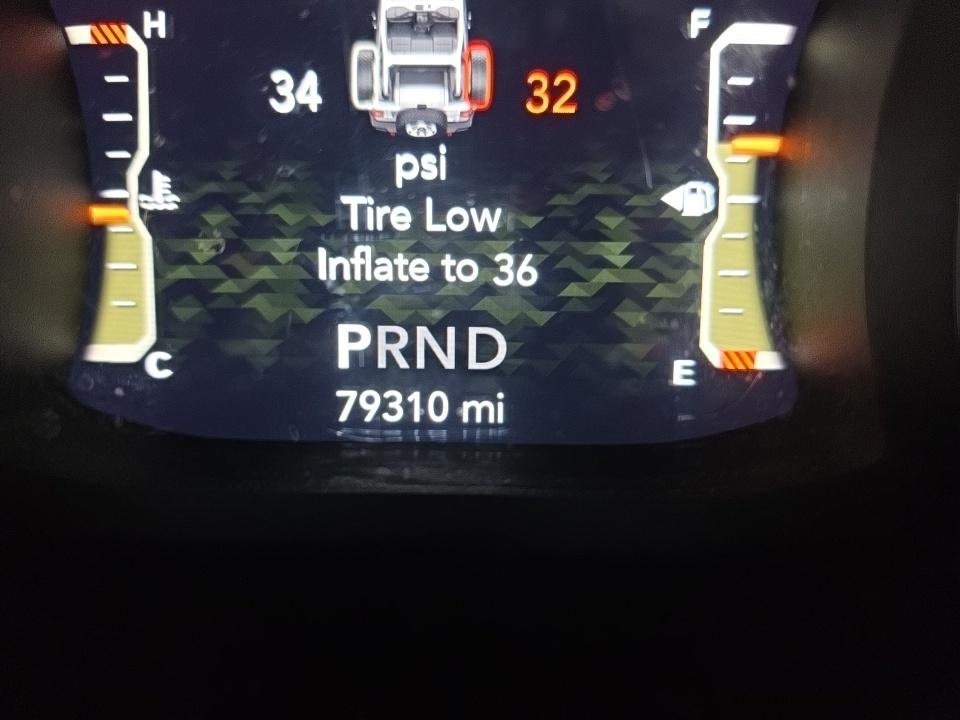 H F
34 32
psi
Tire Low
Inflate to 36
PRND
C E
79310 mi